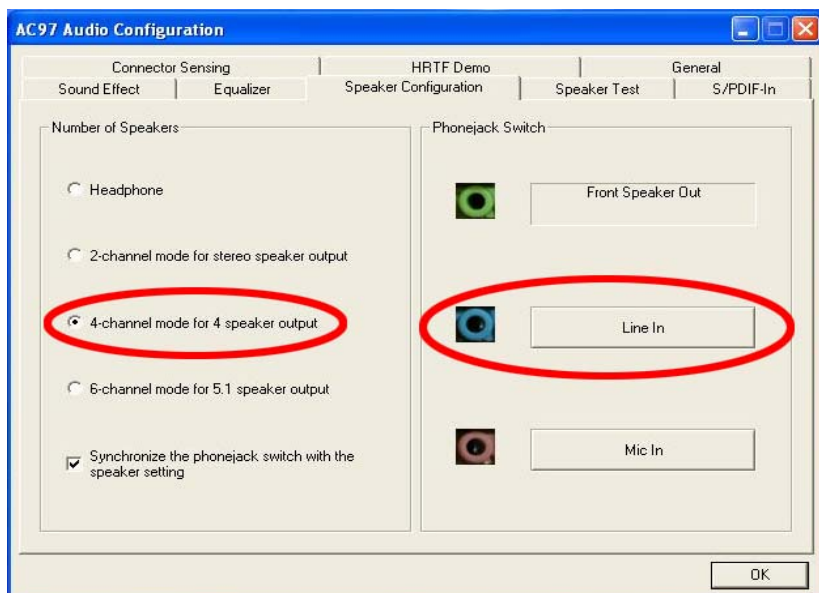 AC97 Audio Configuration
Connector Sensing HRTF Demo General
Sound Effect Equalizer Speaker Configuration Speaker Test S/PDIF-In
Number of Speakers
Headphone
2-channel mode for stereo speaker output
4-channel mode for 4 speaker output
6-channel mode for 5.1 speaker output
Synchronize the phonejack switch with the
speaker setting
Phonejack Switch
Front Speaker Out
Line In
Mic In
OK